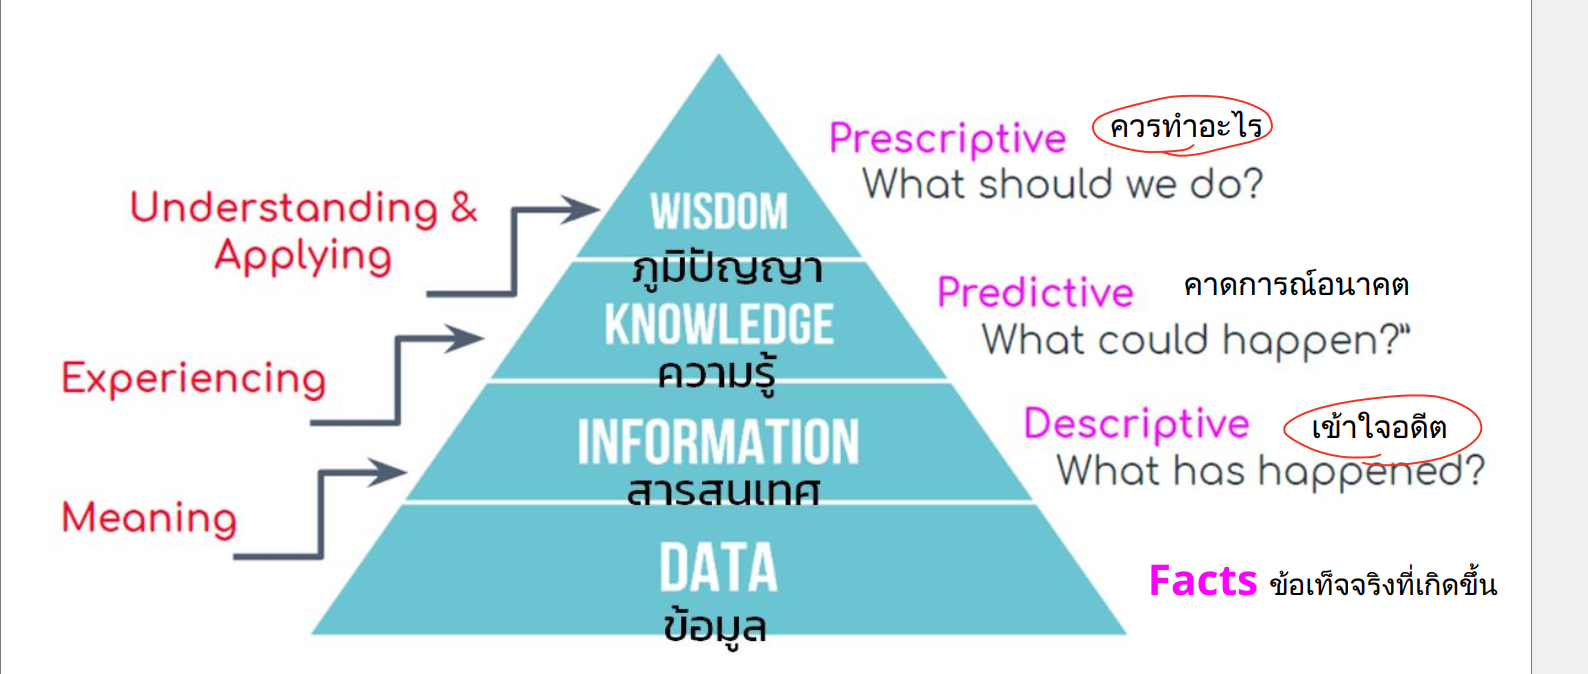 Prescriptive ควรทำอะไร
What should we do?
Understanding &
Applying
WISDOM
ภูมิปัญญา
Predictive คาดการณ์อนาคต
What could happen?”
KNOWLEDGE
ความรู้
Experiencing
Descriptive เข้าใจอดีต
What has happened?
INFORMATION
สารสนเทศ
Meaning
DATA
ข้อมูล
Facts ข้อเท็จจริงที่เกิดขึ้น